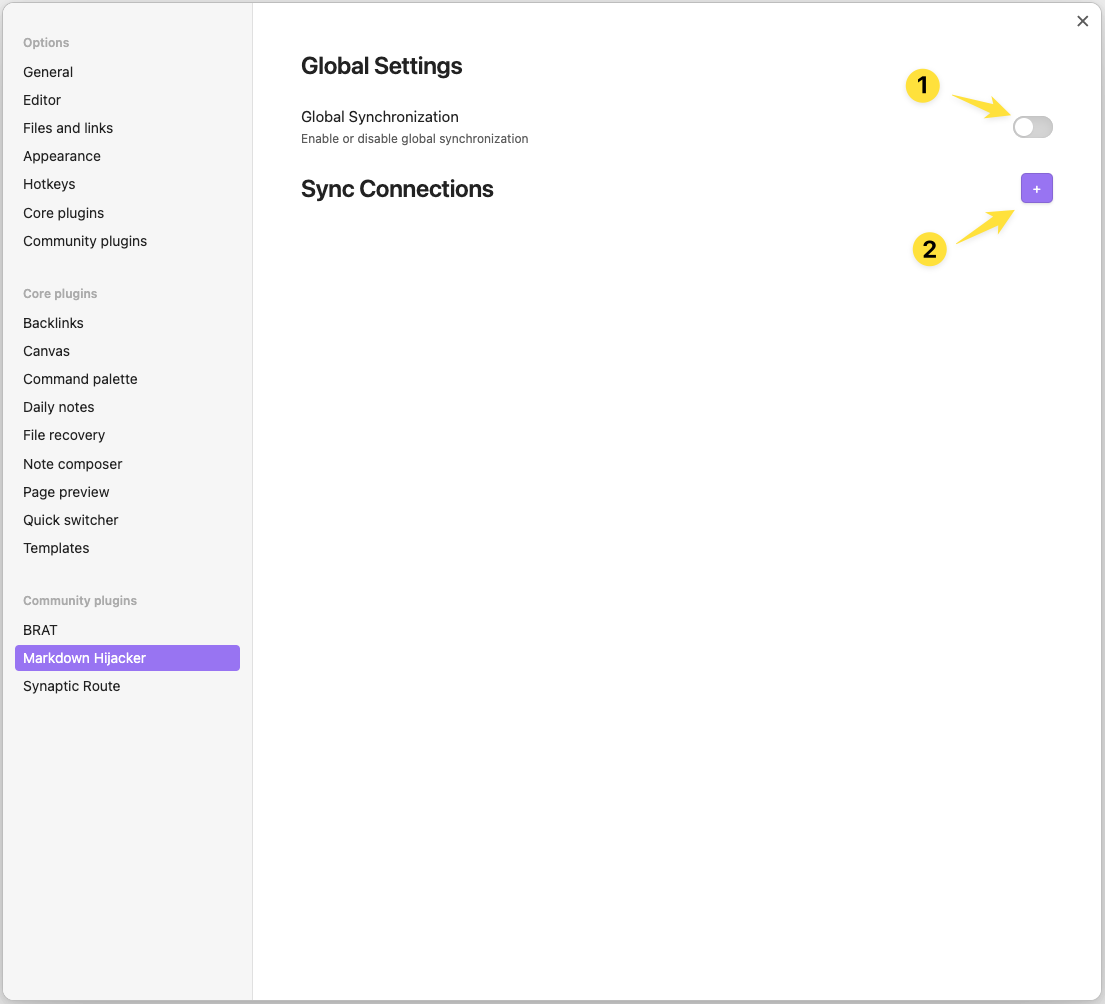 Options
General
Editor
Files and links
Appearance
Hotkeys
Core plugins
Community plugins
Core plugins
Backlinks
Canvas
Command palette
Daily notes
File recovery
Note composer
Page preview
Quick switcher
Templates
Community plugins
BRAT
Markdown Hijacker
Synaptic Route
Global Settings
1
Global Synchronization
Enable or disable global synchronization
Sync Connections
+
2